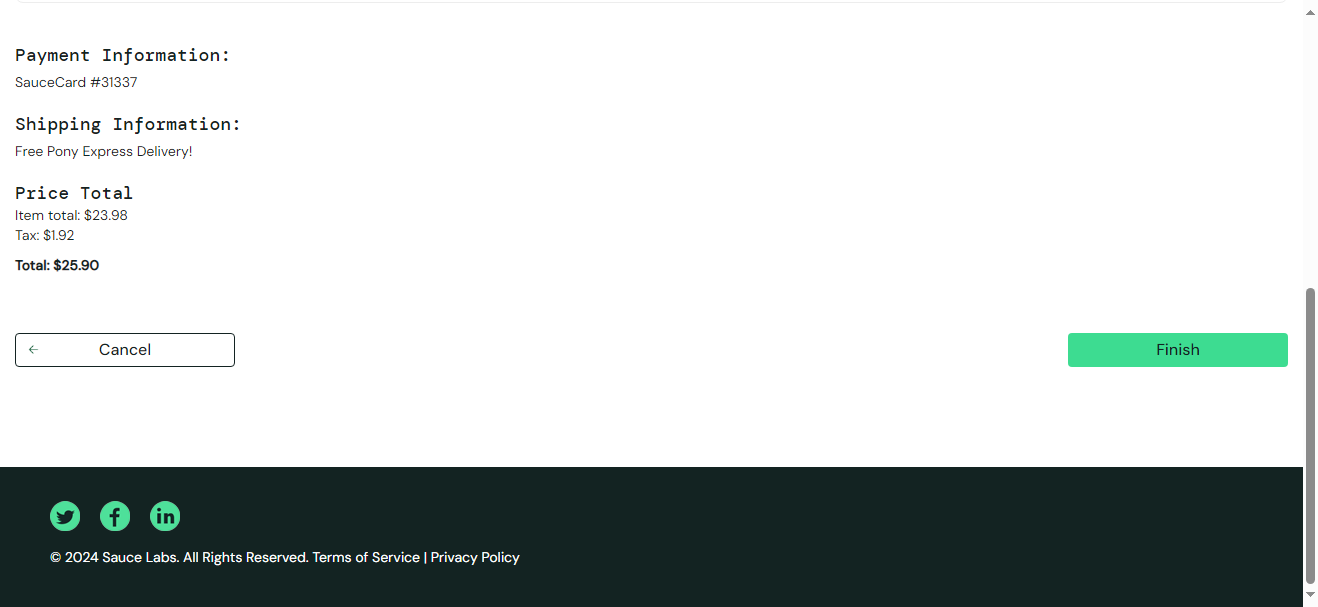 Payment Information:
SauceCard #31337
Shipping Information:
Free Pony Express Delivery!
Price Total
Item total: $23.98
Tax: $1.92
Total: $25.90
← Cancel
Finish
© 2024 Sauce Labs. All Rights Reserved. Terms of Service | Privacy Policy